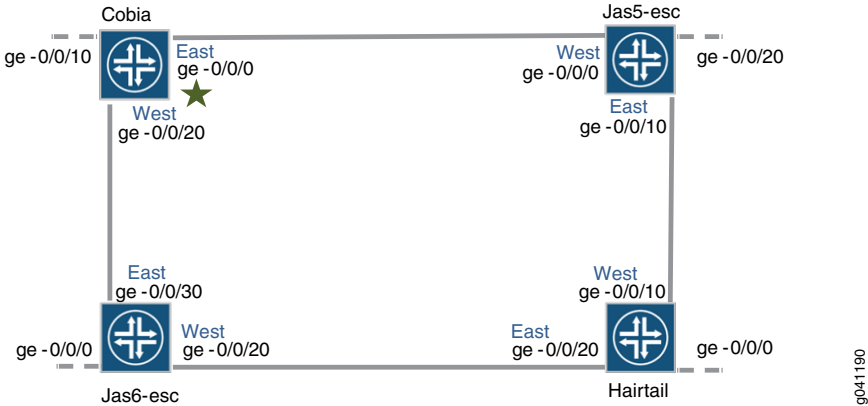 Cobia
Jas5-esc
ge -0/0/10
East
ge -0/0/0
West
ge -0/0/0
ge -0/0/20
West
ge -0/0/20
East
ge -0/0/10
East
ge -0/0/30
West
ge -0/0/10
ge -0/0/0
West
ge -0/0/20
East
ge -0/0/20
ge -0/0/0
Jas6-esc
Hairtail
g041190